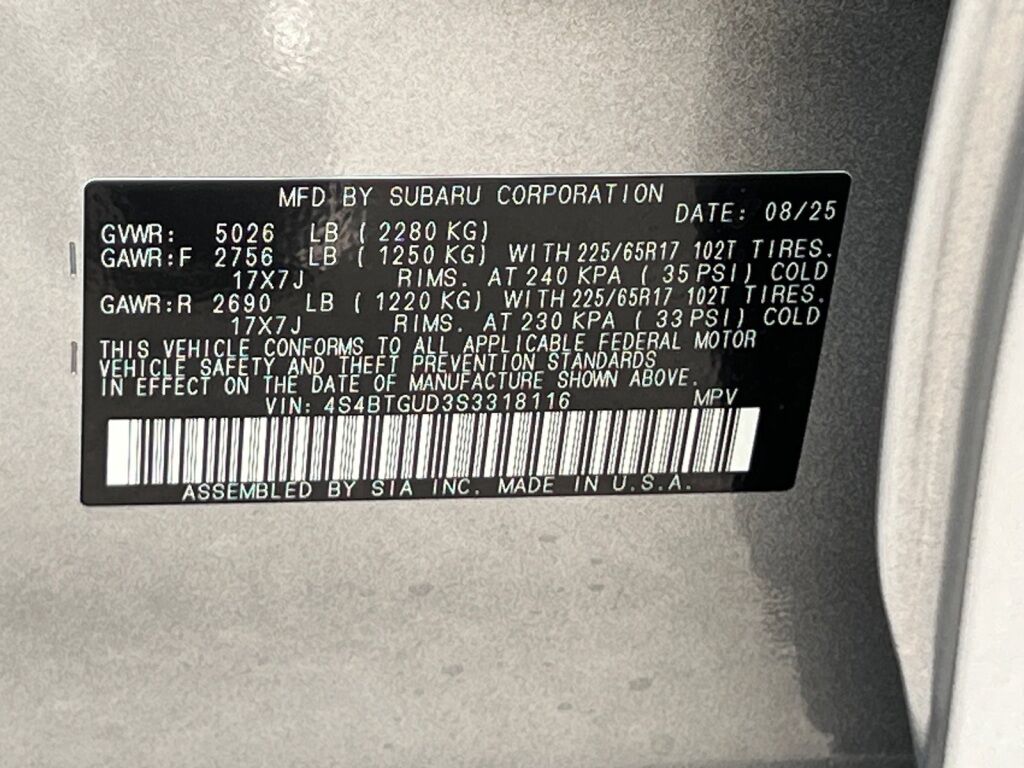 MFD BY SUBARU CORPORATION
DATE: 08/25
GVWR: 5026 LB ( 2280 KG)
GAWR:F 2756 LB ( 1250 KG) WITH 225/65R17 102T TIRES.
17X7J RIMS. AT 240 KPA ( 35 PSI) COLD
GAWR:R 2690 LB ( 1220 KG) WITH 225/65R17 102T TIRES.
17X7J RIMS. AT 230 KPA ( 33 PSI) COLD
THIS VEHICLE CONFORMS TO ALL APPLICABLE FEDERAL MOTOR
VEHICLE SAFETY AND THEFT PREVENTION STANDARDS
IN EFFECT ON THE DATE OF MANUFACTURE SHOWN ABOVE.
VIN: 4S4BTGUD3S3318116 MPV
ASSEMBLED BY SIA INC. MADE IN U.S.A.